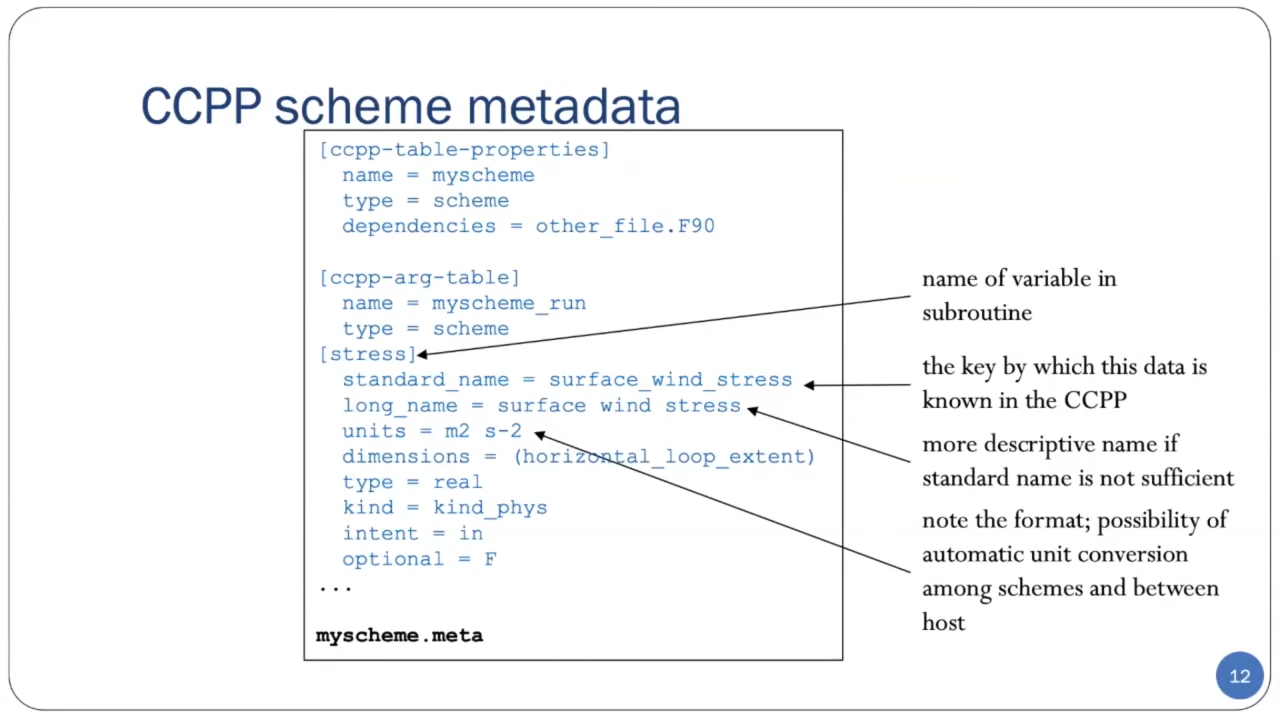 CCPP scheme metadata
[ccpp-table-properties]
name = myscheme
type = scheme
dependencies = other_file.F90
[ccpp-arg-table]
name = myscheme_run
type = scheme
[stress]
standard_name = surface_wind_stress
long_name = surface wind stress
units = m2 s-2
dimensions = (horizontal_loop_extent)
type = real
kind = kind_phys
intent = in
optional = F
...
myscheme.meta
name of variable in
subroutine
the key by which this data is
known in the CCPP
more descriptive name if
standard name is not sufficient
note the format; possibility of
automatic unit conversion
among schemes and between
host
12